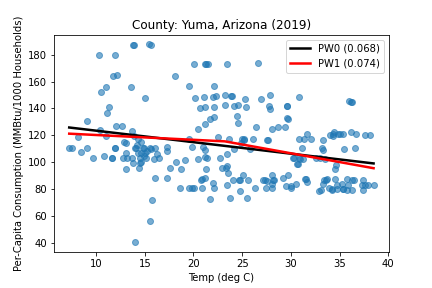 County: Yuma, Arizona (2019)
PW0 (0.068)
PW1 (0.074)
Per-Capita Consumption (MMBtu/1000 Households)
180
160
140
120
100
80
60
40
10 15 20 25 30 35 40
Temp (deg C)